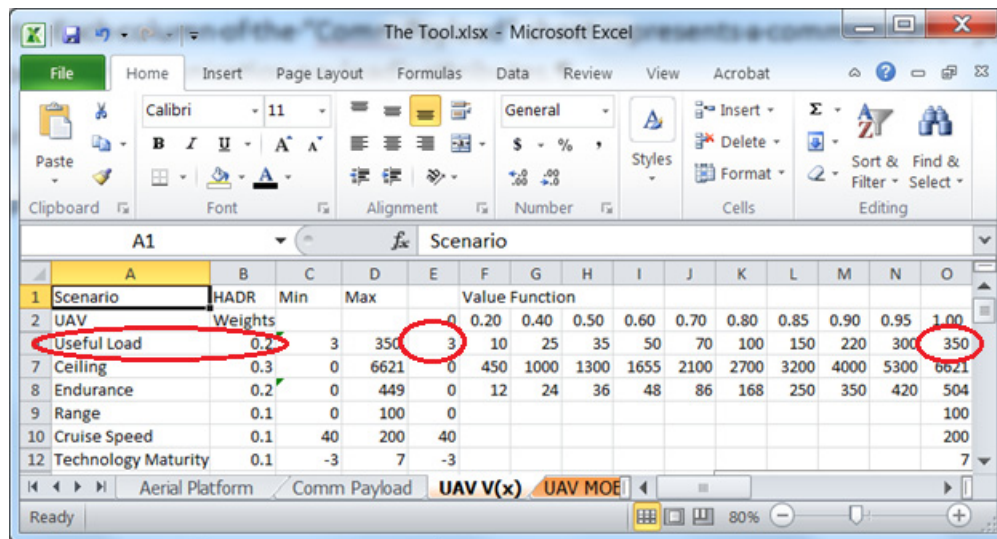 The Tool.xlsx - Microsoft Excel
File Home Insert Page Layout Formulas Data Review View Acrobat
Calibri 11 General Insert Σ
Paste B I U A A $ % , Styles Delete Sort & Find &
.0 .00 .00 .0 Format Filter Select
Clipboard Font Alignment Number Cells Editing
A1 fx Scenario
A B C D E F G H I J K L M N O
1 Scenario HADR Min Max Value Function
2 UAV Weights 0 0.20 0.40 0.50 0.60 0.70 0.80 0.85 0.90 0.95 1.00
Useful Load 0.2 3 350 3 10 25 35 50 70 100 150 220 300 350
7 Ceiling 0.3 0 6621 0 450 1000 1300 1655 2100 2700 3200 4000 5300 6621
8 Endurance 0.2 0 449 0 12 24 36 48 86 168 250 350 420 504
9 Range 0.1 0 100 0 100
10 Cruise Speed 0.1 40 200 40 200
12 Technology Maturity 0.1 -3 7 -3 7
Aerial Platform Comm Payload UAV V(x) UAV MOE
Ready 80%